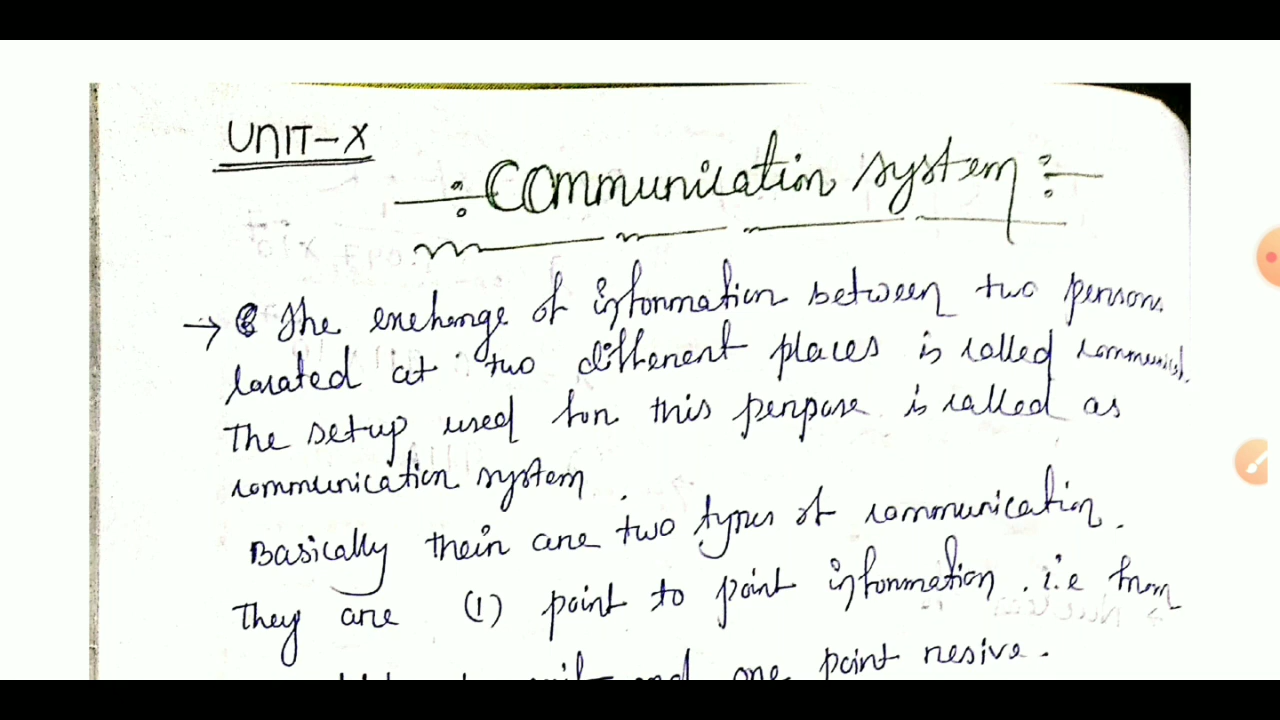 UNIT-X
÷ Communication system ÷
→ The exchange of information between two persons
located at two different places is called
The setup used for this perpose is called as
communication system.
Basically their are two types of communication.
They are (1) point to point information. i.e from
and one point resive.